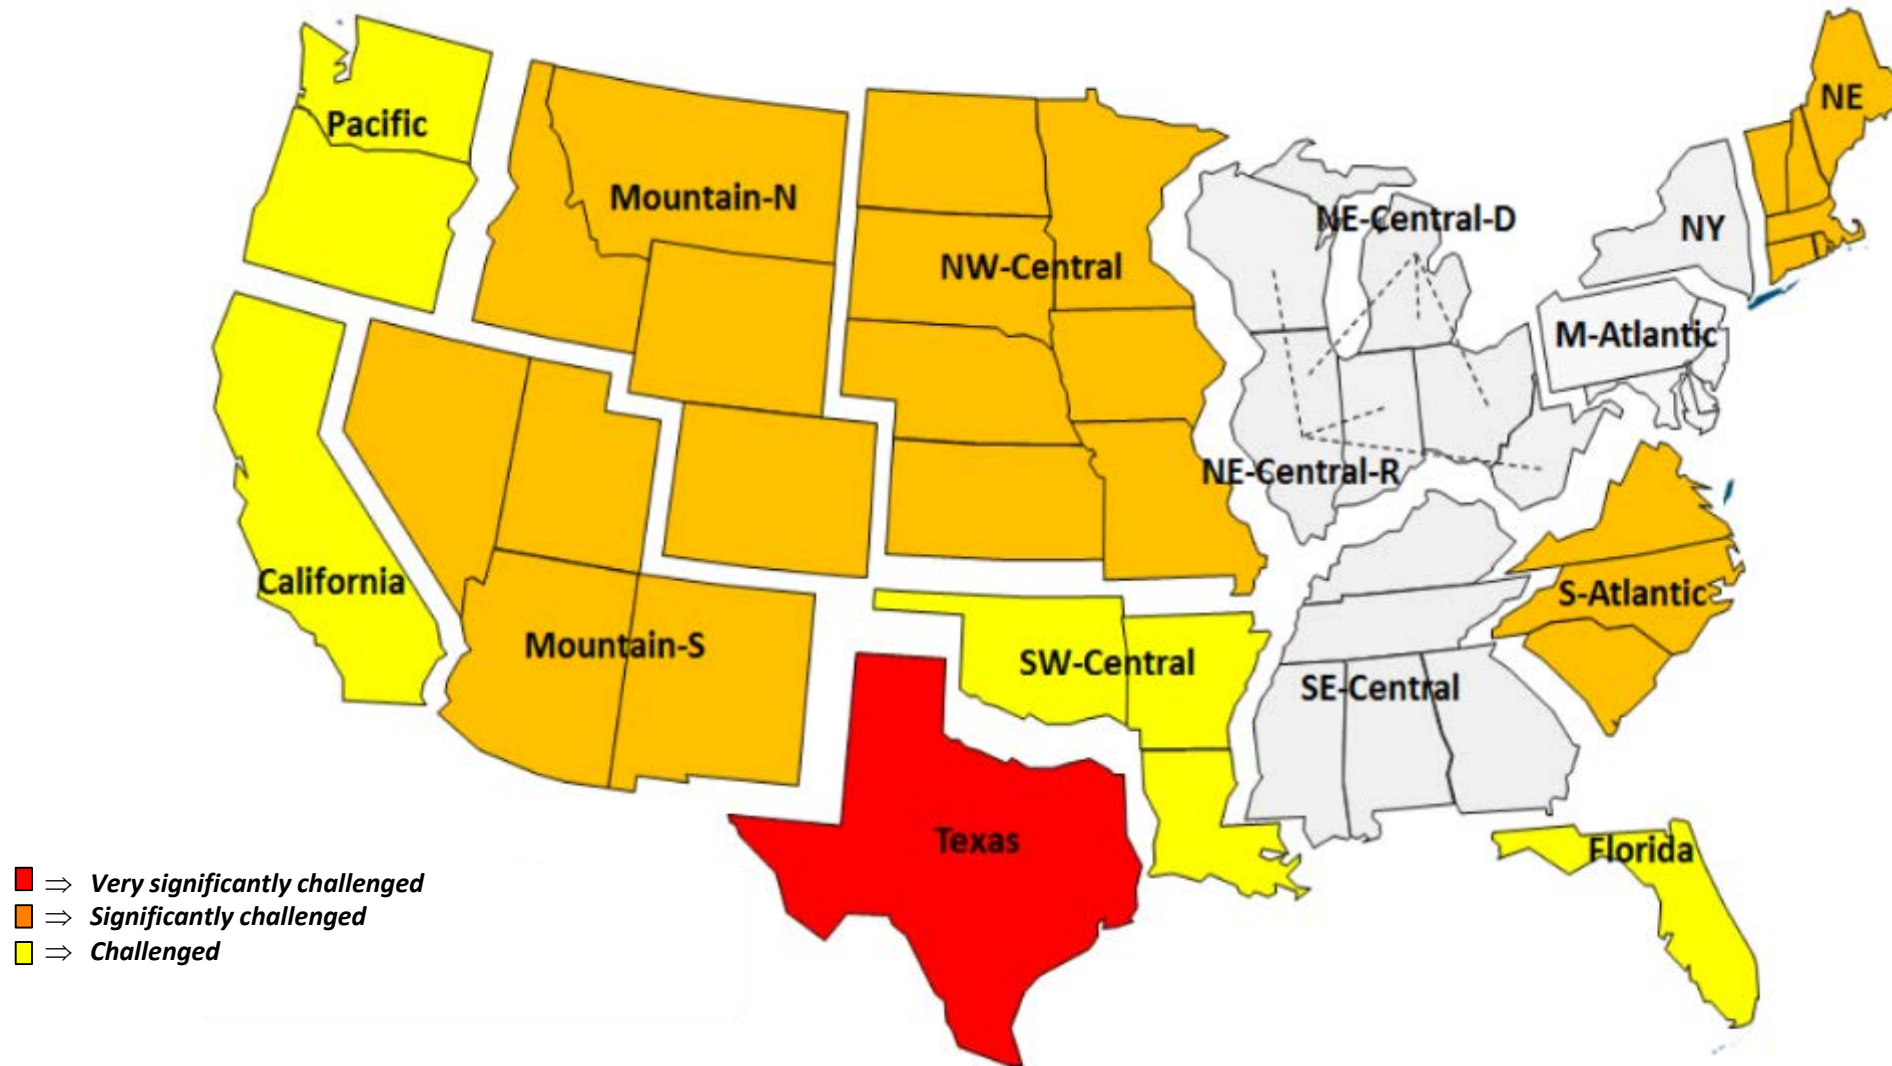 NE
Pacific
Mountain-N
NE-Central-D
NY
NW-Central
M-Atlantic
NE-Central-R
California
S-Atlantic
Mountain-S
SW-Central
SE-Central
Texas
Florida
⇒ Very significantly challenged
⇒ Significantly challenged
⇒ Challenged